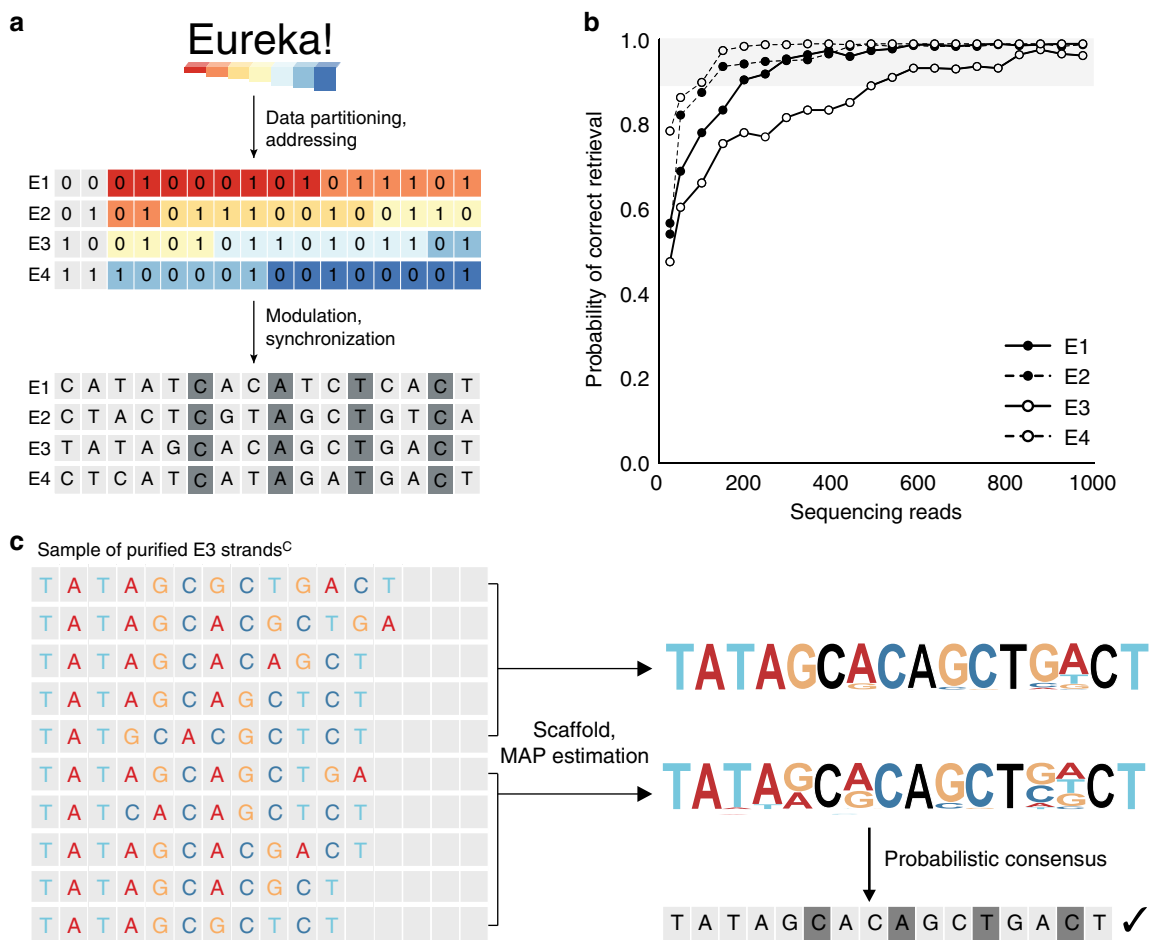 a
Eureka!
Data partitioning,
addressing
E1 0 0 0 1 0 0 0 1 0 1 0 1 1 1 0 1
E2 0 1 0 1 0 1 1 1 0 0 1 0 0 1 1 0
E3 1 0 0 1 0 1 0 1 1 0 1 0 1 1 0 1
E4 1 1 1 0 0 0 0 1 0 0 1 0 0 0 0 1
Modulation,
synchronization
E1 C A T A T C A C A T C T C A C T
E2 C T A C T C G T A G C T G T C A
E3 T A T A G C A C A G C T G A C T
E4 C T C A T C A T A G A T G A C T
b
Probability of correct retrieval
1.0
0.8
0.6
0.4
0.2
0.0
0 200 400 600 800 1000
Sequencing reads
E1
E2
E3
E4
c
Sample of purified E3 strandsC
T A T A G C G C T G A C T
T A T A G C A C G C T G A
T A T A G C A C A G C T
T A T A G C A G C T C T
T A T G C A C G C T C T
T A T A G C A G C T G A
T A T C A C A G C T C T
T A T A G C A C G A C T
T A T A G C A C G C T
T A T A G C G C T C T
Scaffold,
MAP estimation
TATAGCACAGCTGACT
TATAGCACAGCTGACT
Probabilistic consensus
T A T A G C A C A G C T G A C T ✓